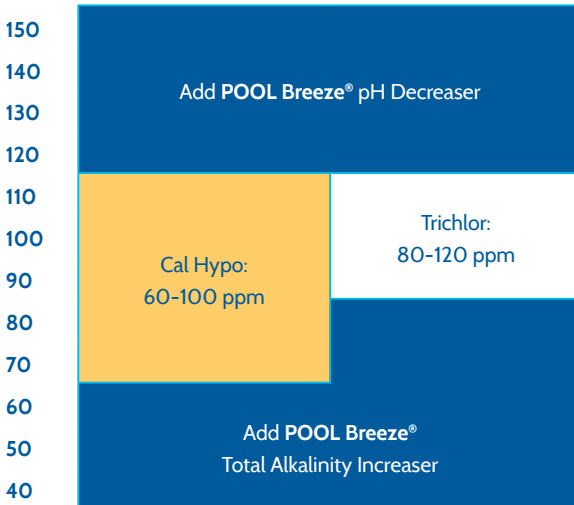 150
140
130
120
110
100
90
80
70
60
50
40
Add POOL Breeze® pH Decreaser
Cal Hypo:
60-100 ppm
Trichlor:
80-120 ppm
Add POOL Breeze®
Total Alkalinity Increaser